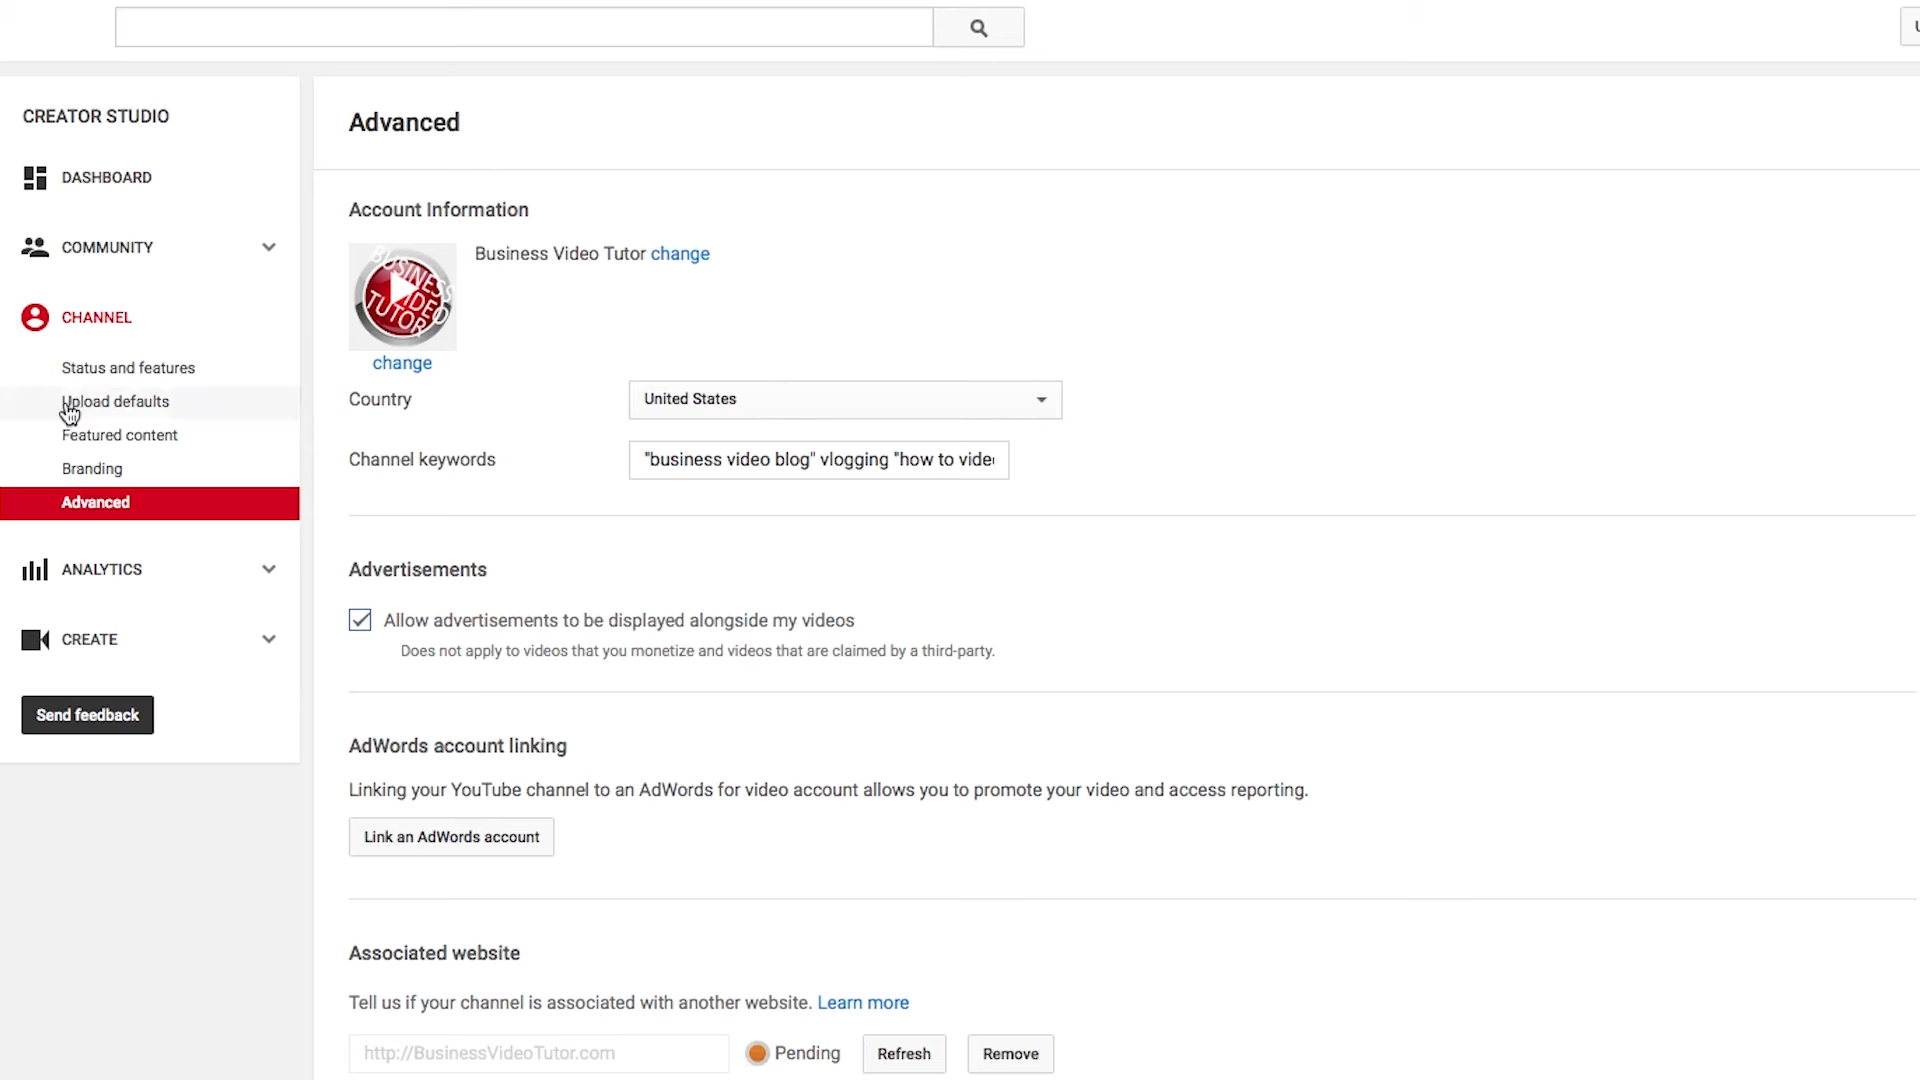 CREATOR STUDIO
DASHBOARD
COMMUNITY
CHANNEL
Status and features
Upload defaults
Featured content
Branding
Advanced
ANALYTICS
CREATE
Send feedback
Advanced
Account Information
BUSINESS VIDEO TUTOR
Business Video Tutor change
change
Country
United States
Channel keywords
"business video blog" vlogging "how to vide
Advertisements
Allow advertisements to be displayed alongside my videos
Does not apply to videos that you monetize and videos that are claimed by a third-party.
AdWords account linking
Linking your YouTube channel to an AdWords for video account allows you to promote your video and access reporting.
Link an AdWords account
Associated website
Tell us if your channel is associated with another website. Learn more
http://BusinessVideoTutor.com
Pending
Refresh
Remove